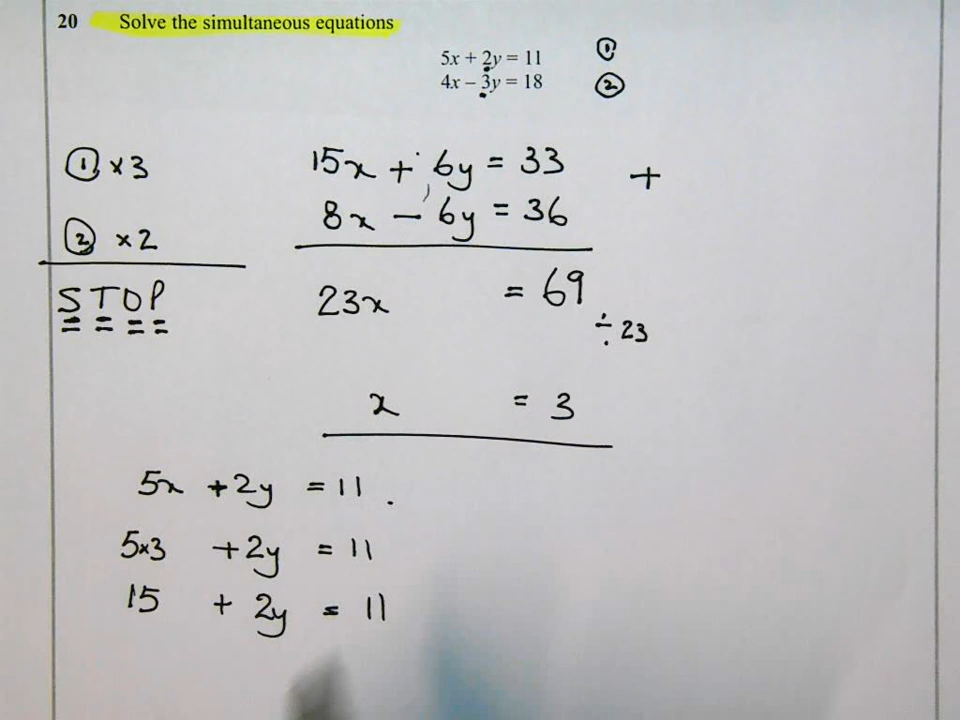 20 Solve the simultaneous equations
5x + 2y = 11 ①
4x – 3y = 18 ②
① ×3 15x + 6y = 33 +
② ×2 8x – 6y = 36
STOP 23x = 69
÷ 23
x = 3
5x + 2y = 11 .
5×3 + 2y = 11
15 + 2y = 11